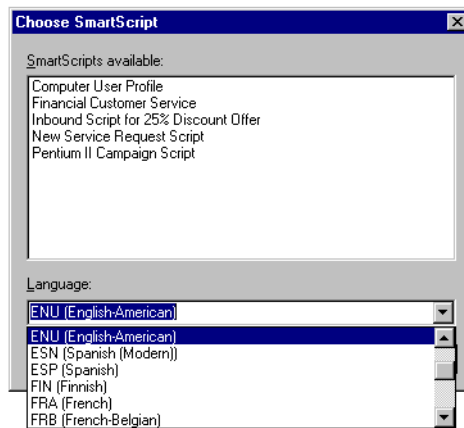 Choose SmartScript
SmartScripts available:
Computer User Profile
Financial Customer Service
Inbound Script for 25% Discount Offer
New Service Request Script
Pentium II Campaign Script
Language:
ENU (English-American)
ENU (English-American)
ESN (Spanish (Modern))
ESP (Spanish)
FIN (Finnish)
FRA (French)
FRB (French-Belgian)